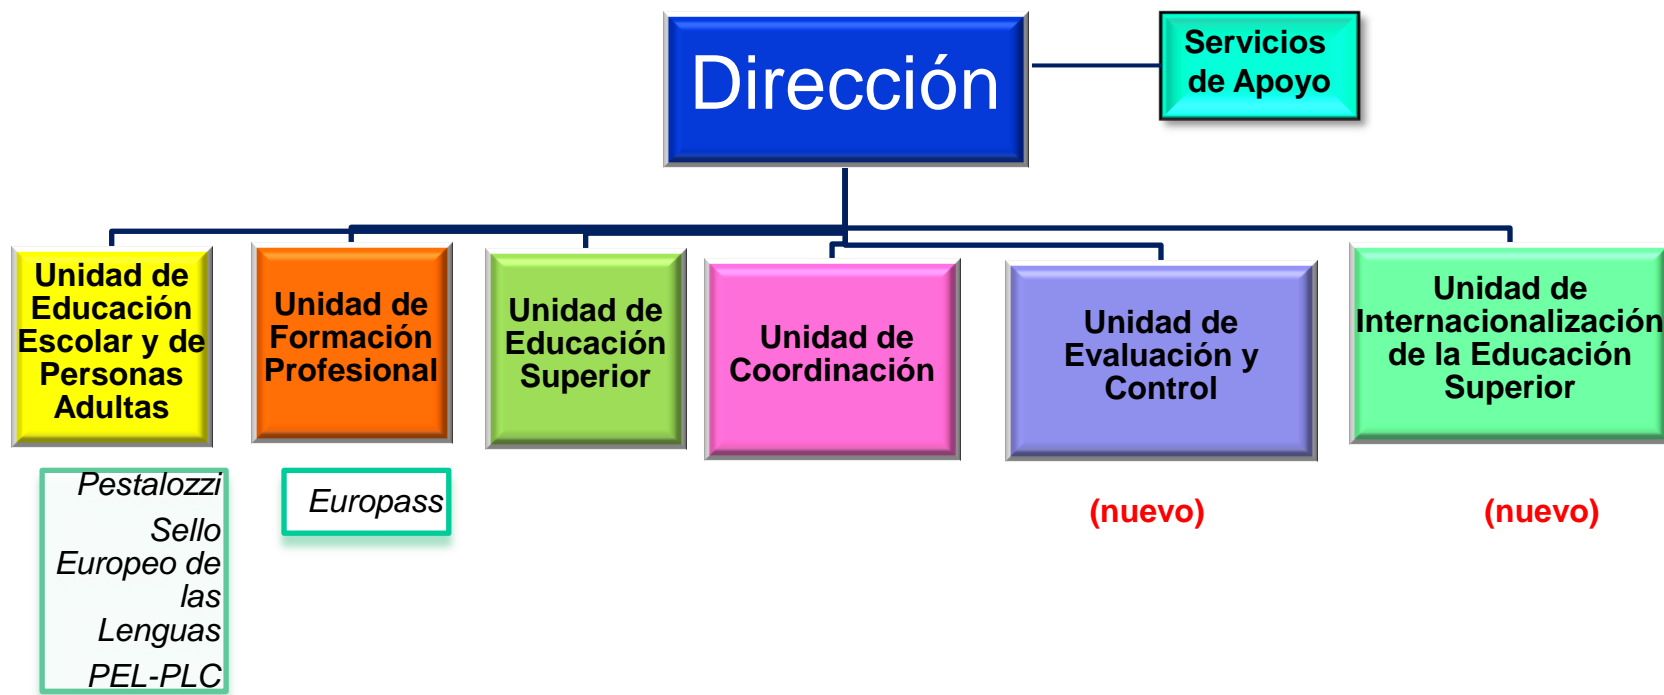 Dirección
Servicios
de Apoyo
Unidad de
Educación
Escolar y de
Personas
Adultas
Unidad de
Formación
Profesional
Unidad de
Educación
Superior
Unidad de
Coordinación
Unidad de
Evaluación y
Control
Unidad de
Internacionalización
de la Educación
Superior
Pestalozzi
Sello
Europeo de
las
Lenguas
PEL-PLC
Europass
(nuevo)
(nuevo)